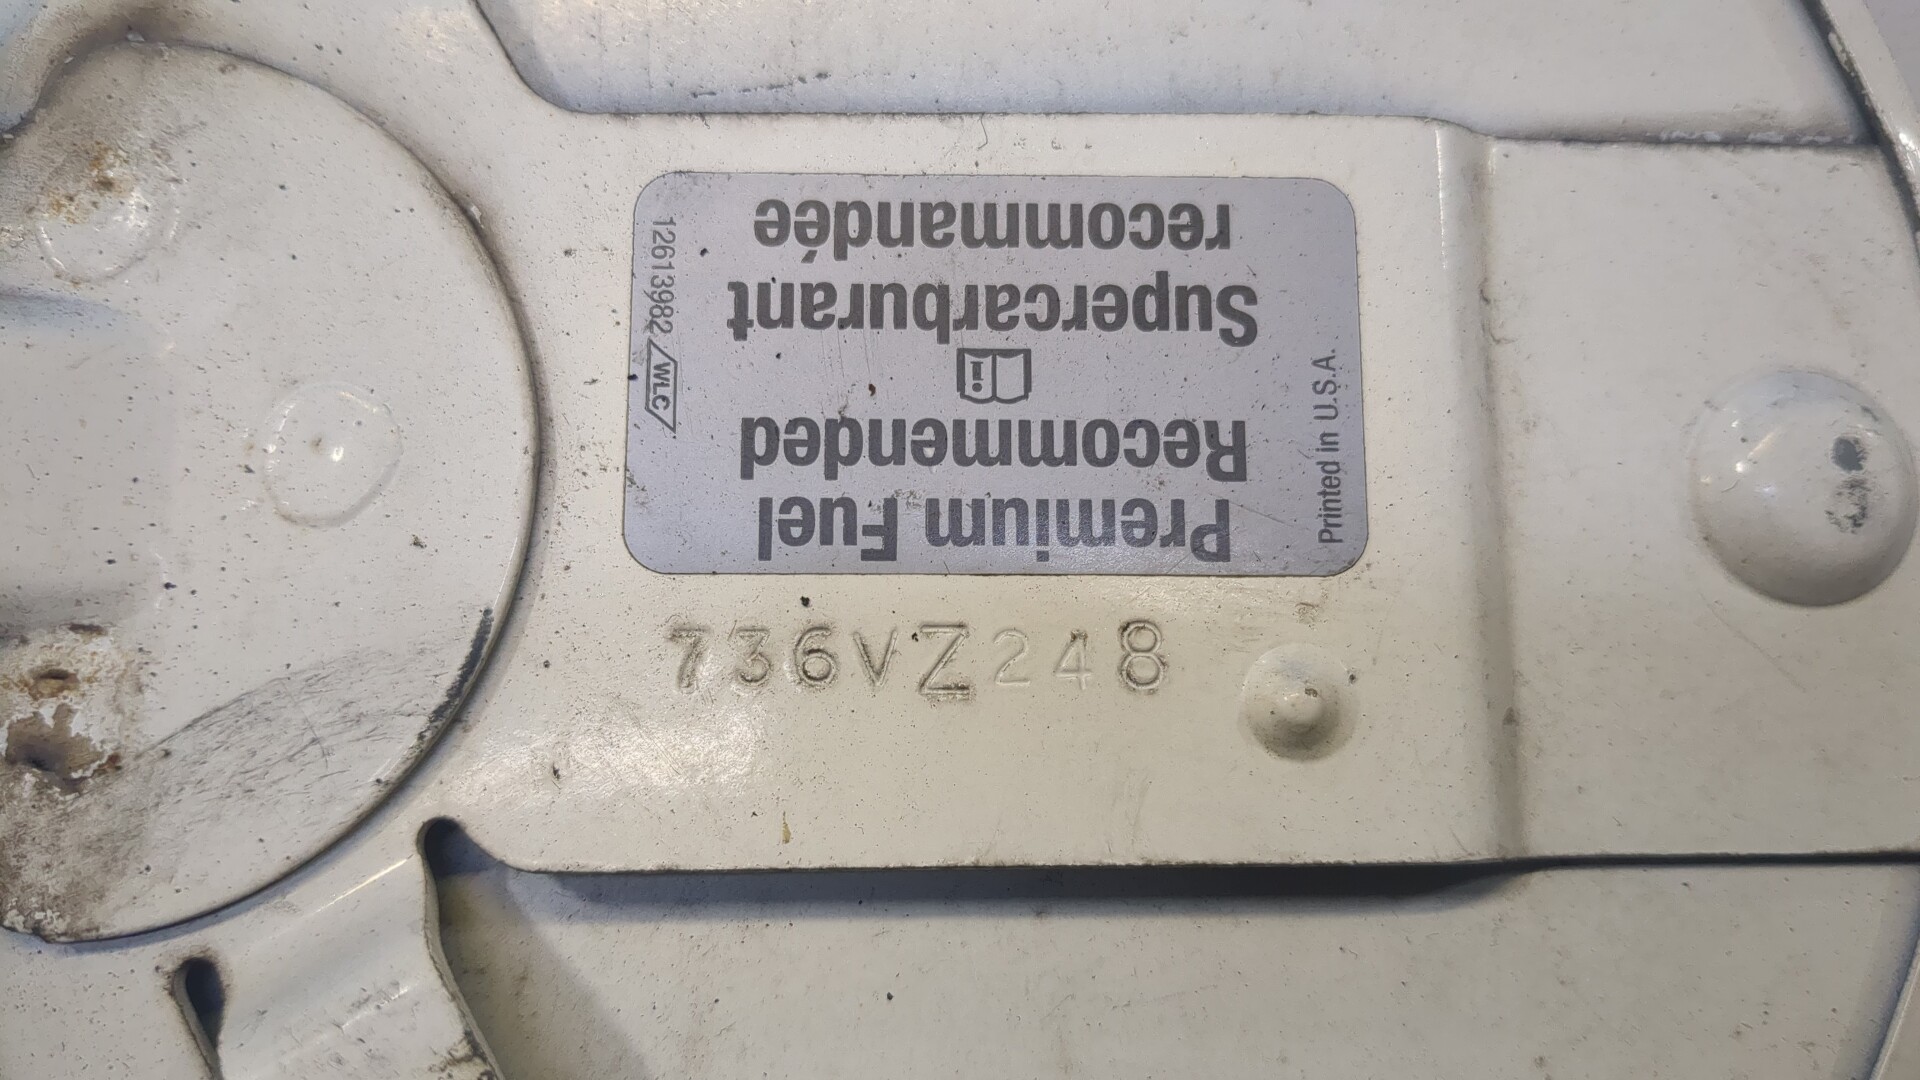 Premium Fuel
Recommended
Supercarburant
recommandée
Printed in U.S.A.
12613982 WLC
736VZ248